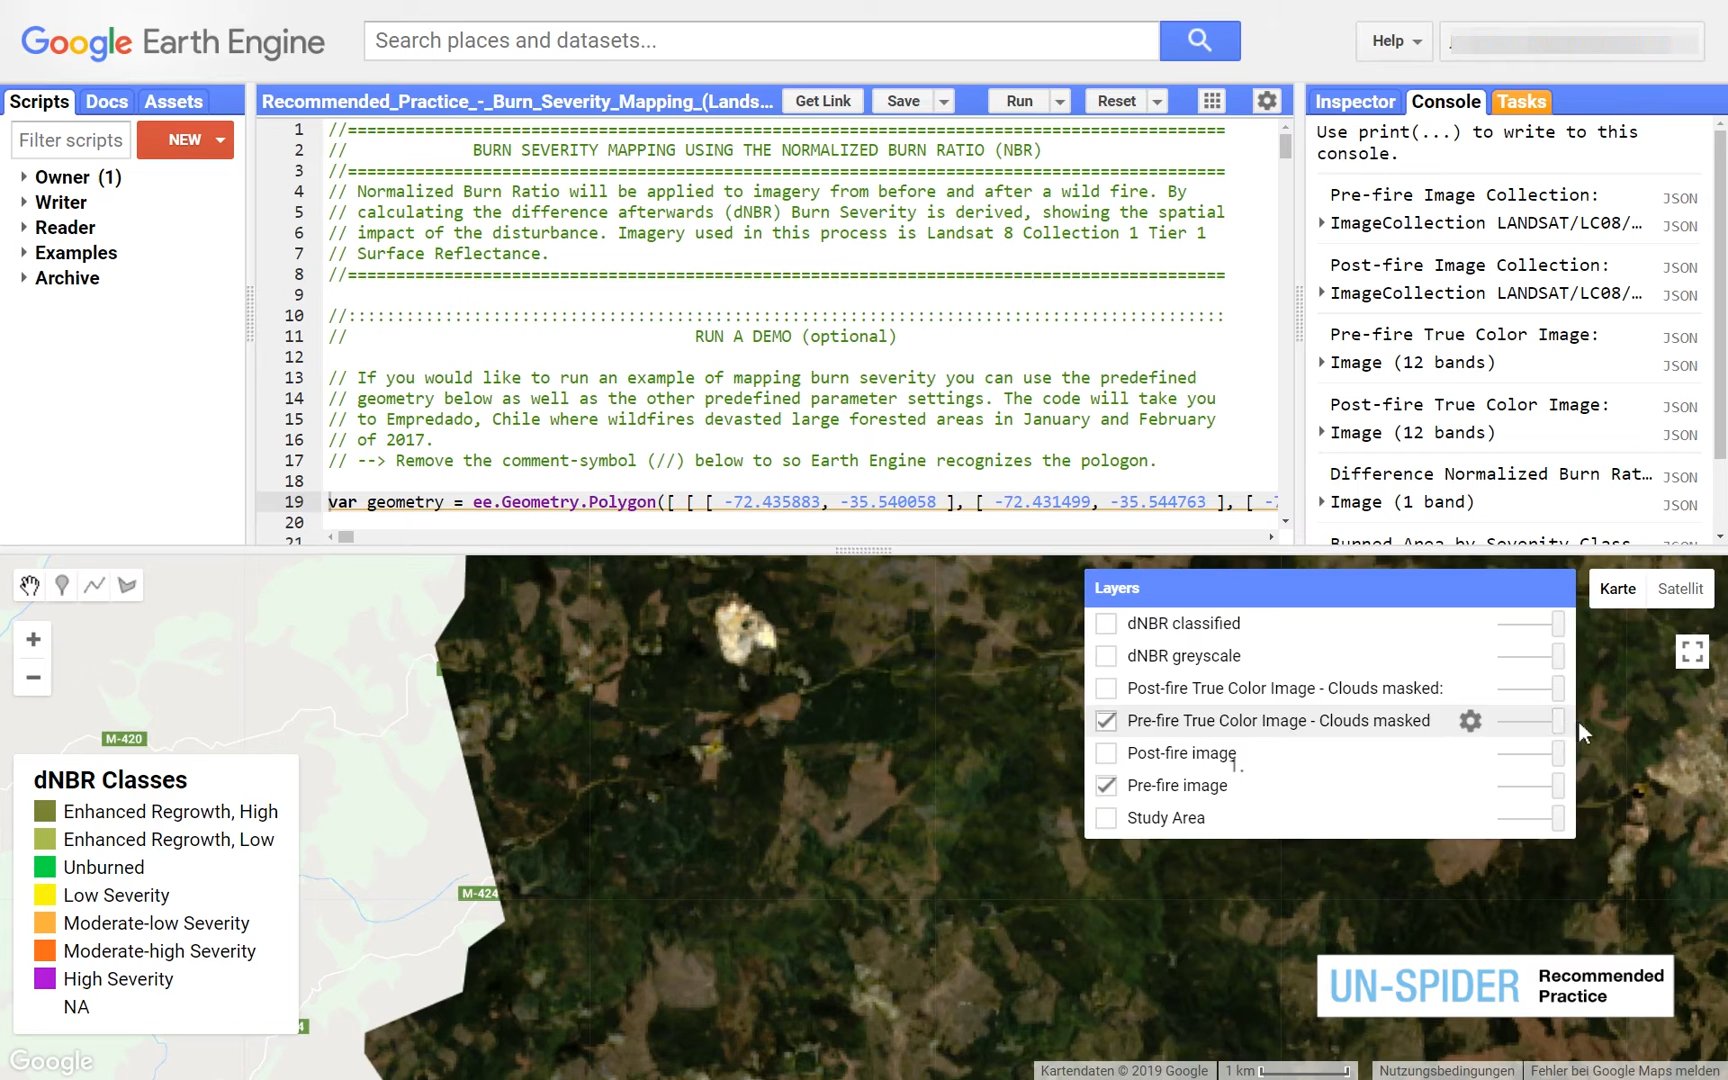 Google Earth Engine
Search places and datasets...
Help
Scripts
Docs
Assets
Filter scripts
NEW
Owner (1)
Writer
Reader
Examples
Archive
Recommended_Practice_-_Burn_Severity_Mapping_(Lands...
Get Link
Save
Run
Reset
1 //===========================================================================================
2 // BURN SEVERITY MAPPING USING THE NORMALIZED BURN RATIO (NBR)
3 //===========================================================================================
4 // Normalized Burn Ratio will be applied to imagery from before and after a wild fire. By
5 // calculating the difference afterwards (dNBR) Burn Severity is derived, showing the spatial
6 // impact of the disturbance. Imagery used in this process is Landsat 8 Collection 1 Tier 1
7 // Surface Reflectance.
8 //===========================================================================================
9
10 //:::::::::::::::::::::::::::::::::::::::::::::::::::::::::::::::::::::::::::::::::::::::::::
11 // RUN A DEMO (optional)
12
13 // If you would like to run an example of mapping burn severity you can use the predefined
14 // geometry below as well as the other predefined parameter settings. The code will take you
15 // to Empredado, Chile where wildfires devasted large forested areas in January and February
16 // of 2017.
17 // --> Remove the comment-symbol (//) below to so Earth Engine recognizes the pologon.
18
19 var geometry = ee.Geometry.Polygon([ [ [ -72.435883, -35.540058 ], [ -72.431499, -35.544763 ], [ -7
20
21
Inspector
Console
Tasks
Use print(...) to write to this
console.
Pre-fire Image Collection: JSON
ImageCollection LANDSAT/LC08/… JSON
Post-fire Image Collection: JSON
ImageCollection LANDSAT/LC08/… JSON
Pre-fire True Color Image: JSON
Image (12 bands) JSON
Post-fire True Color Image: JSON
Image (12 bands) JSON
Difference Normalized Burn Rat… JSON
Image (1 band) JSON
Burned Area by Severity Class JSON
Layers
dNBR classified
dNBR greyscale
Post-fire True Color Image - Clouds masked:
Pre-fire True Color Image - Clouds masked
Post-fire image
1.
Pre-fire image
Study Area
Karte
Satellit
M-420
M-424
4
dNBR Classes
Enhanced Regrowth, High
Enhanced Regrowth, Low
Unburned
Low Severity
Moderate-low Severity
Moderate-high Severity
High Severity
NA
UN-SPIDER
Recommended
Practice
Google
Kartendaten © 2019 Google
1 km
Nutzungsbedingungen
Fehler bei Google Maps melden